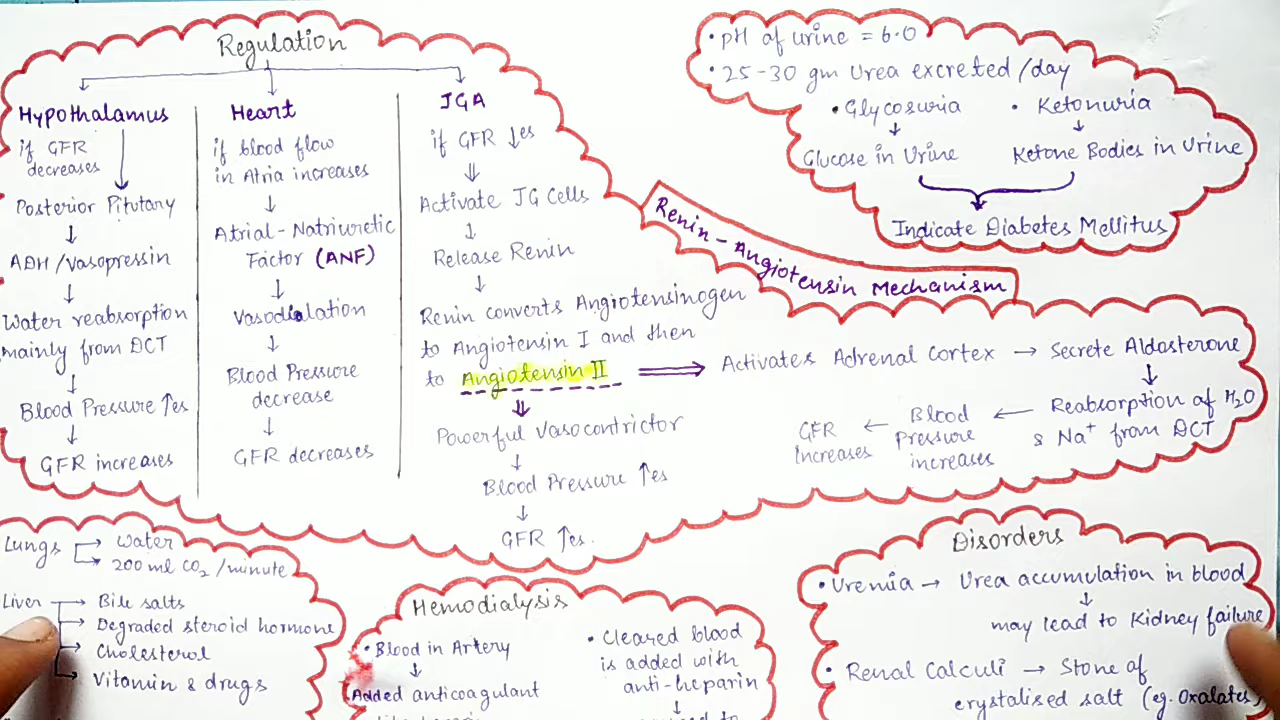 Regulation
Hypothalamus
if GFR
decreases
Posterior Pitutary
↓
ADH/vasopressin
↓
Water reabsorption
mainly from DCT
↓
Blood Pressure ↑es
↓
GFR increases
Heart
if blood flow
in Atria increases
↓
Atrial-Natriuretic
Factor (ANF)
↓
Vasodialation
↓
Blood Pressure
decrease
↓
GFR decreases
JGA
if GFR ↓es
⇓
Activate JG Cells
↓
Release Renin
↓
Renin converts Angiotensinogen
to Angiotensin I and then
to Angiotensin II ⇒ Activates Adrenal Cortex → Secrete Aldosterone
⇓
Powerful Vasocontrictor
↓
Blood Pressure ↑es
↓
GFR ↑es.
↓
Reabsorption of H2O
& Na+ from DCT
← Blood
Pressure
increases
← GFR
Increases
Renin-Angiotensin Mechanism
• pH of urine = 6.0
• 25-30 gm Urea excreted/day
• Glycosuria
↓
Glucose in Urine
• Ketonuria
↓
Ketone Bodies in Urine
Indicate Diabetes Mellitus
Lungs → Water
→ 200 ml CO2/minute
Liver → Bile salts
→ Degraded steroid hormone
→ Cholesterol
→ Vitamin & drugs
Hemodialysis
• Blood in Artery
↓
Added anticoagulant
• Cleared blood
is added with
anti-heparin
↓
Disorders
• Uremia → Urea accumulation in blood
↓
may lead to Kidney failure
• Renal Calculi → Stone of
crystalised salt (eg. Oxalates)